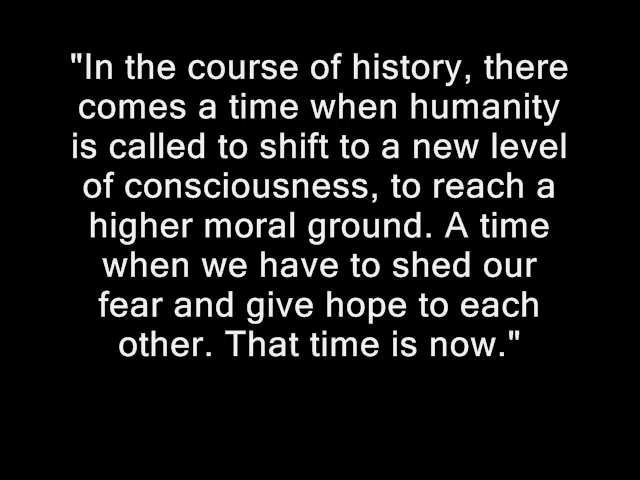 "In the course of history, there
comes a time when humanity
is called to shift to a new level
of consciousness, to reach a
higher moral ground. A time
when we have to shed our
fear and give hope to each
other. That time is now."